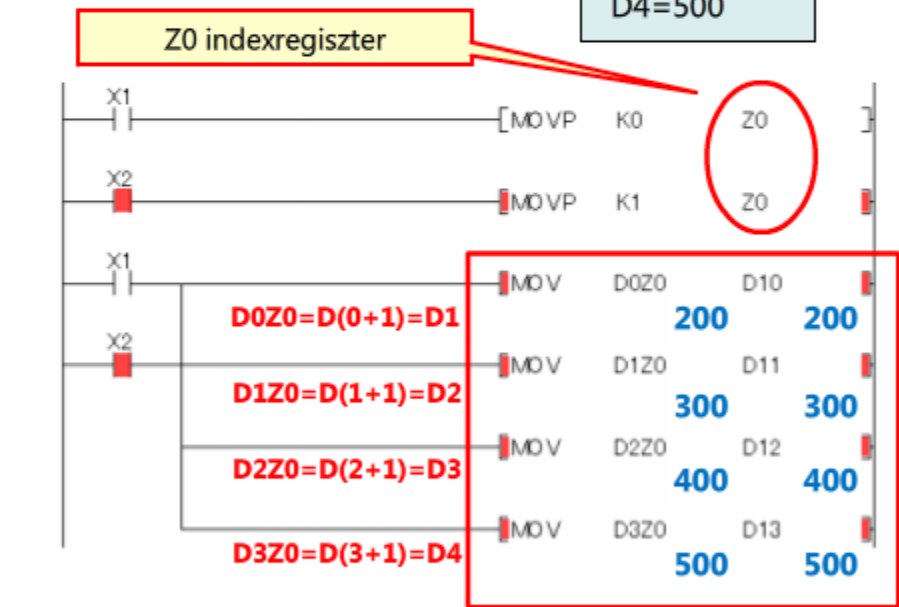 D4=500
Z0 indexregiszter
X1
[MOVP K0 Z0 ]
X2
[MOVP K1 Z0 ]
X1
[MOV D0Z0 D10 ]
D0Z0=D(0+1)=D1 200 200
X2
[MOV D1Z0 D11 ]
D1Z0=D(1+1)=D2 300 300
[MOV D2Z0 D12 ]
D2Z0=D(2+1)=D3 400 400
[MOV D3Z0 D13 ]
D3Z0=D(3+1)=D4 500 500